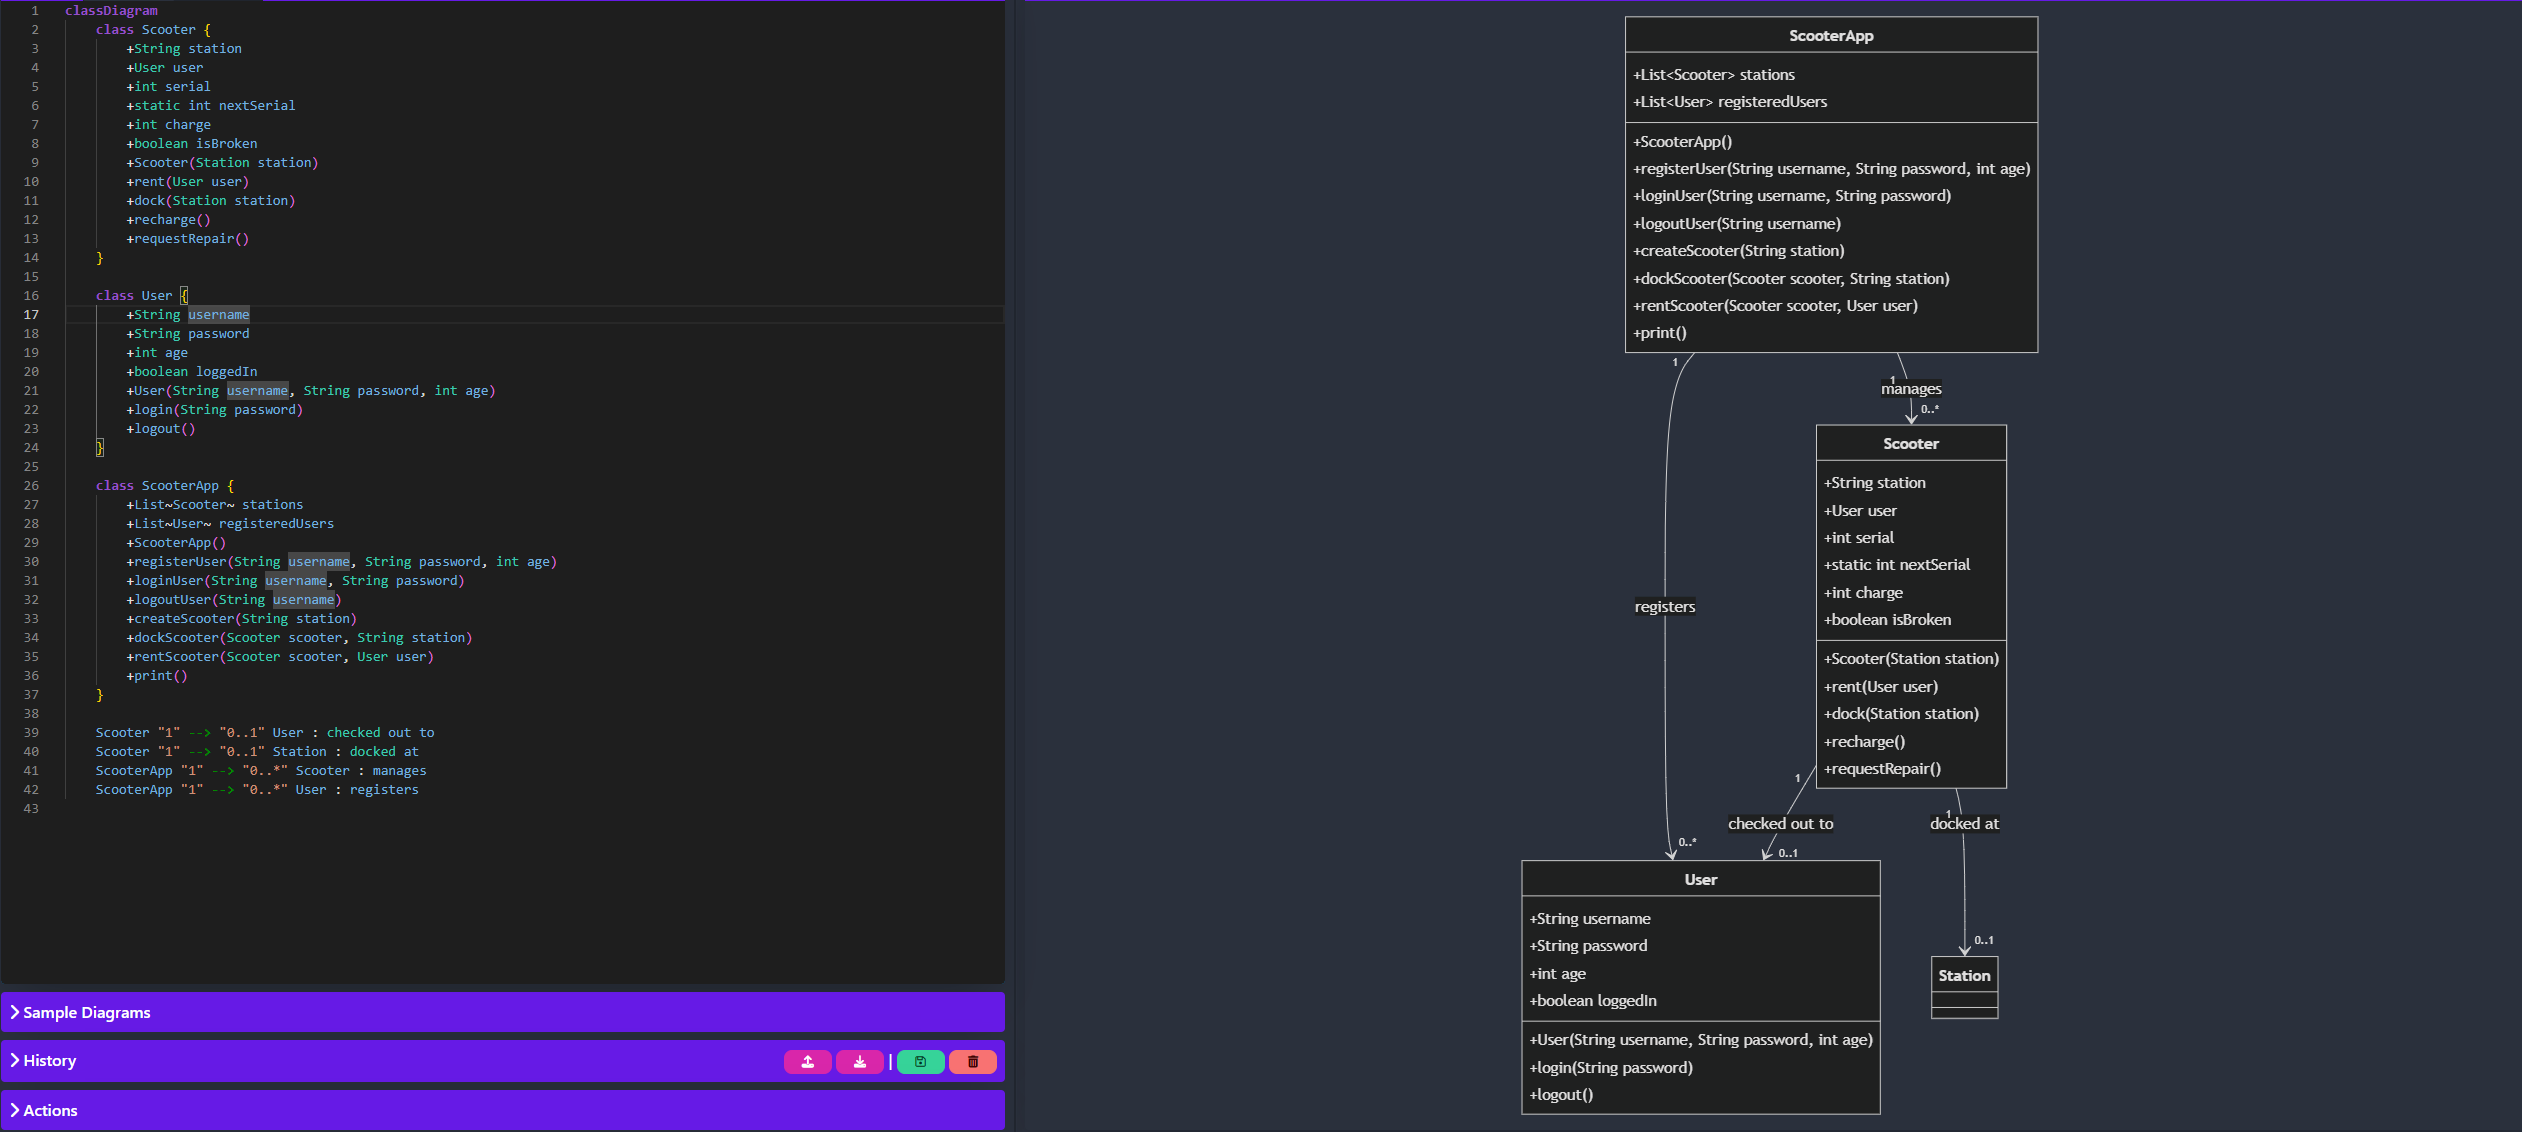 1 classDiagram
2 class Scooter {
3 +String station
4 +User user
5 +int serial
6 +static int nextSerial
7 +int charge
8 +boolean isBroken
9 +Scooter(Station station)
10 +rent(User user)
11 +dock(Station station)
12 +recharge()
13 +requestRepair()
14 }
15
16 class User {
17 +String username
18 +String password
19 +int age
20 +boolean loggedIn
21 +User(String username, String password, int age)
22 +login(String password)
23 +logout()
24 }
25
26 class ScooterApp {
27 +List~Scooter~ stations
28 +List~User~ registeredUsers
29 +ScooterApp()
30 +registerUser(String username, String password, int age)
31 +loginUser(String username, String password)
32 +logoutUser(String username)
33 +createScooter(String station)
34 +dockScooter(Scooter scooter, String station)
35 +rentScooter(Scooter scooter, User user)
36 +print()
37 }
38
39 Scooter "1" --> "0..1" User : checked out to
40 Scooter "1" --> "0..1" Station : docked at
41 ScooterApp "1" --> "0..*" Scooter : manages
42 ScooterApp "1" --> "0..*" User : registers
43
Sample Diagrams
History
Actions
ScooterApp
+List<Scooter> stations
+List<User> registeredUsers
+ScooterApp()
+registerUser(String username, String password, int age)
+loginUser(String username, String password)
+logoutUser(String username)
+createScooter(String station)
+dockScooter(Scooter scooter, String station)
+rentScooter(Scooter scooter, User user)
+print()
1
1
manages
0..*
Scooter
+String station
+User user
+int serial
+static int nextSerial
+int charge
+boolean isBroken
+Scooter(Station station)
+rent(User user)
+dock(Station station)
+recharge()
+requestRepair()
registers
1
checked out to
1
docked at
0..*
0..1
0..1
User
+String username
+String password
+int age
+boolean loggedIn
+User(String username, String password, int age)
+login(String password)
+logout()
Station